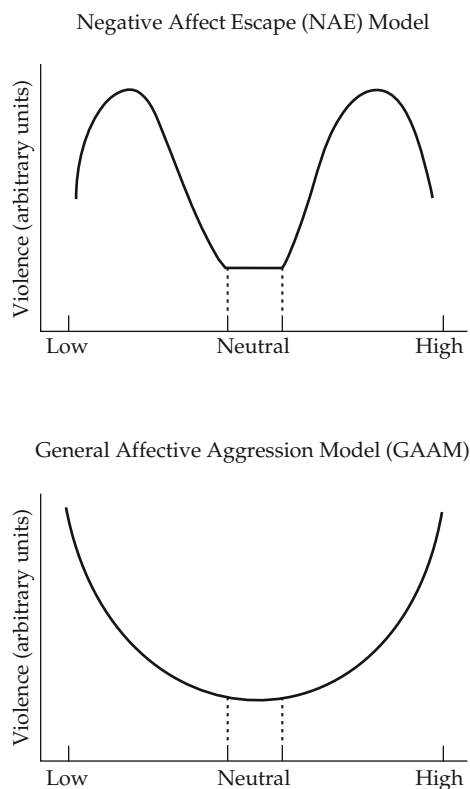 Negative Affect Escape (NAE) Model
Violence (arbitrary units)
Low
Neutral
High
General Affective Aggression Model (GAAM)
Violence (arbitrary units)
Low
Neutral
High